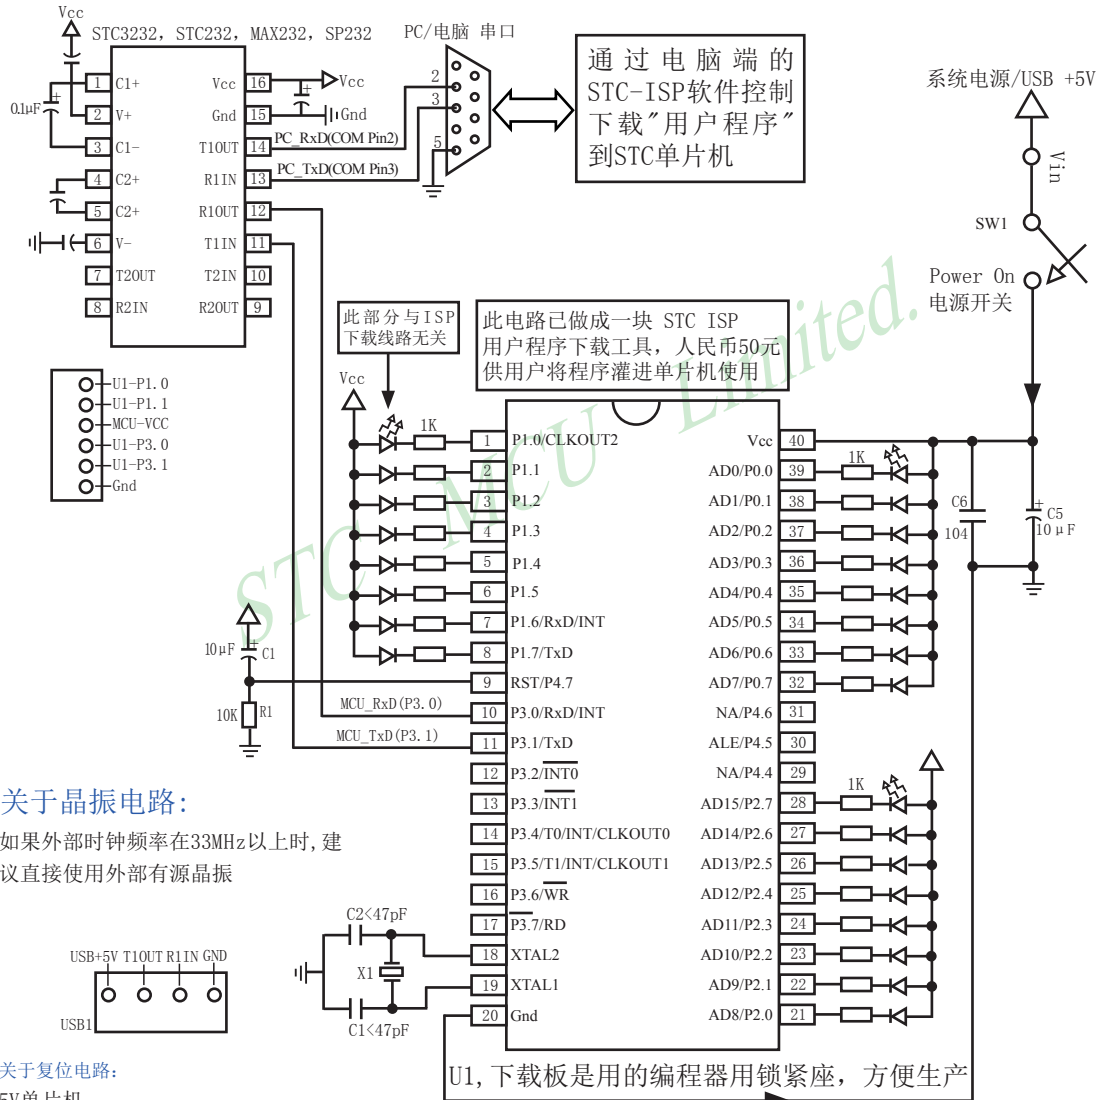 Vcc
STC3232, STC232, MAX232, SP232
PC/电脑 串口
通过电脑端的
STC-ISP软件控制
下载"用户程序"
到STC单片机
系统电源/USB +5V
Vin
SW1
Power On
电源开关
0.1μF
+
1 C1+
2 V+
3 C1-
4 C2+
5 C2+
6 V-
7 T2OUT
8 R2IN
Vcc 16
Gnd 15
T1OUT 14
R1IN 13
R1OUT 12
T1IN 11
T2IN 10
R2OUT 9
Vcc
+
Gnd
PC_RxD(COM Pin2)
PC_TxD(COM Pin3)
2
3
5
此部分与ISP
下载线路无关
此电路已做成一块 STC ISP
用户程序下载工具，人民币50元
供用户将程序灌进单片机使用
U1-P1.0
U1-P1.1
MCU-VCC
U1-P3.0
U1-P3.1
Gnd
Vcc
1K
1 P1.0/CLKOUT2
2 P1.1
3 P1.2
4 P1.3
5 P1.4
6 P1.5
7 P1.6/RxD/INT
8 P1.7/TxD
9 RST/P4.7
10 P3.0/RxD/INT
11 P3.1/TxD
12 P3.2/INT0
13 P3.3/INT1
14 P3.4/T0/INT/CLKOUT0
15 P3.5/T1/INT/CLKOUT1
16 P3.6/WR
17 P3.7/RD
18 XTAL2
19 XTAL1
20 Gnd
Vcc 40
AD0/P0.0 39
AD1/P0.1 38
AD2/P0.2 37
AD3/P0.3 36
AD4/P0.4 35
AD5/P0.5 34
AD6/P0.6 33
AD7/P0.7 32
NA/P4.6 31
ALE/P4.5 30
NA/P4.4 29
AD15/P2.7 28
AD14/P2.6 27
AD13/P2.5 26
AD12/P2.4 25
AD11/P2.3 24
AD10/P2.2 23
AD9/P2.1 22
AD8/P2.0 21
1K
1K
C6
104
+
C5
10μF
10μF
+
C1
10K
R1
MCU_RxD(P3.0)
MCU_TxD(P3.1)
STC MCU Limited.
关于晶振电路:
如果外部时钟频率在33MHz以上时,建
议直接使用外部有源晶振
C2<47pF
X1
C1<47pF
USB+5V T1OUT R1IN GND
USB1
U1,下载板是用的编程器用锁紧座, 方便生产
关于复位电路:
5V单片机